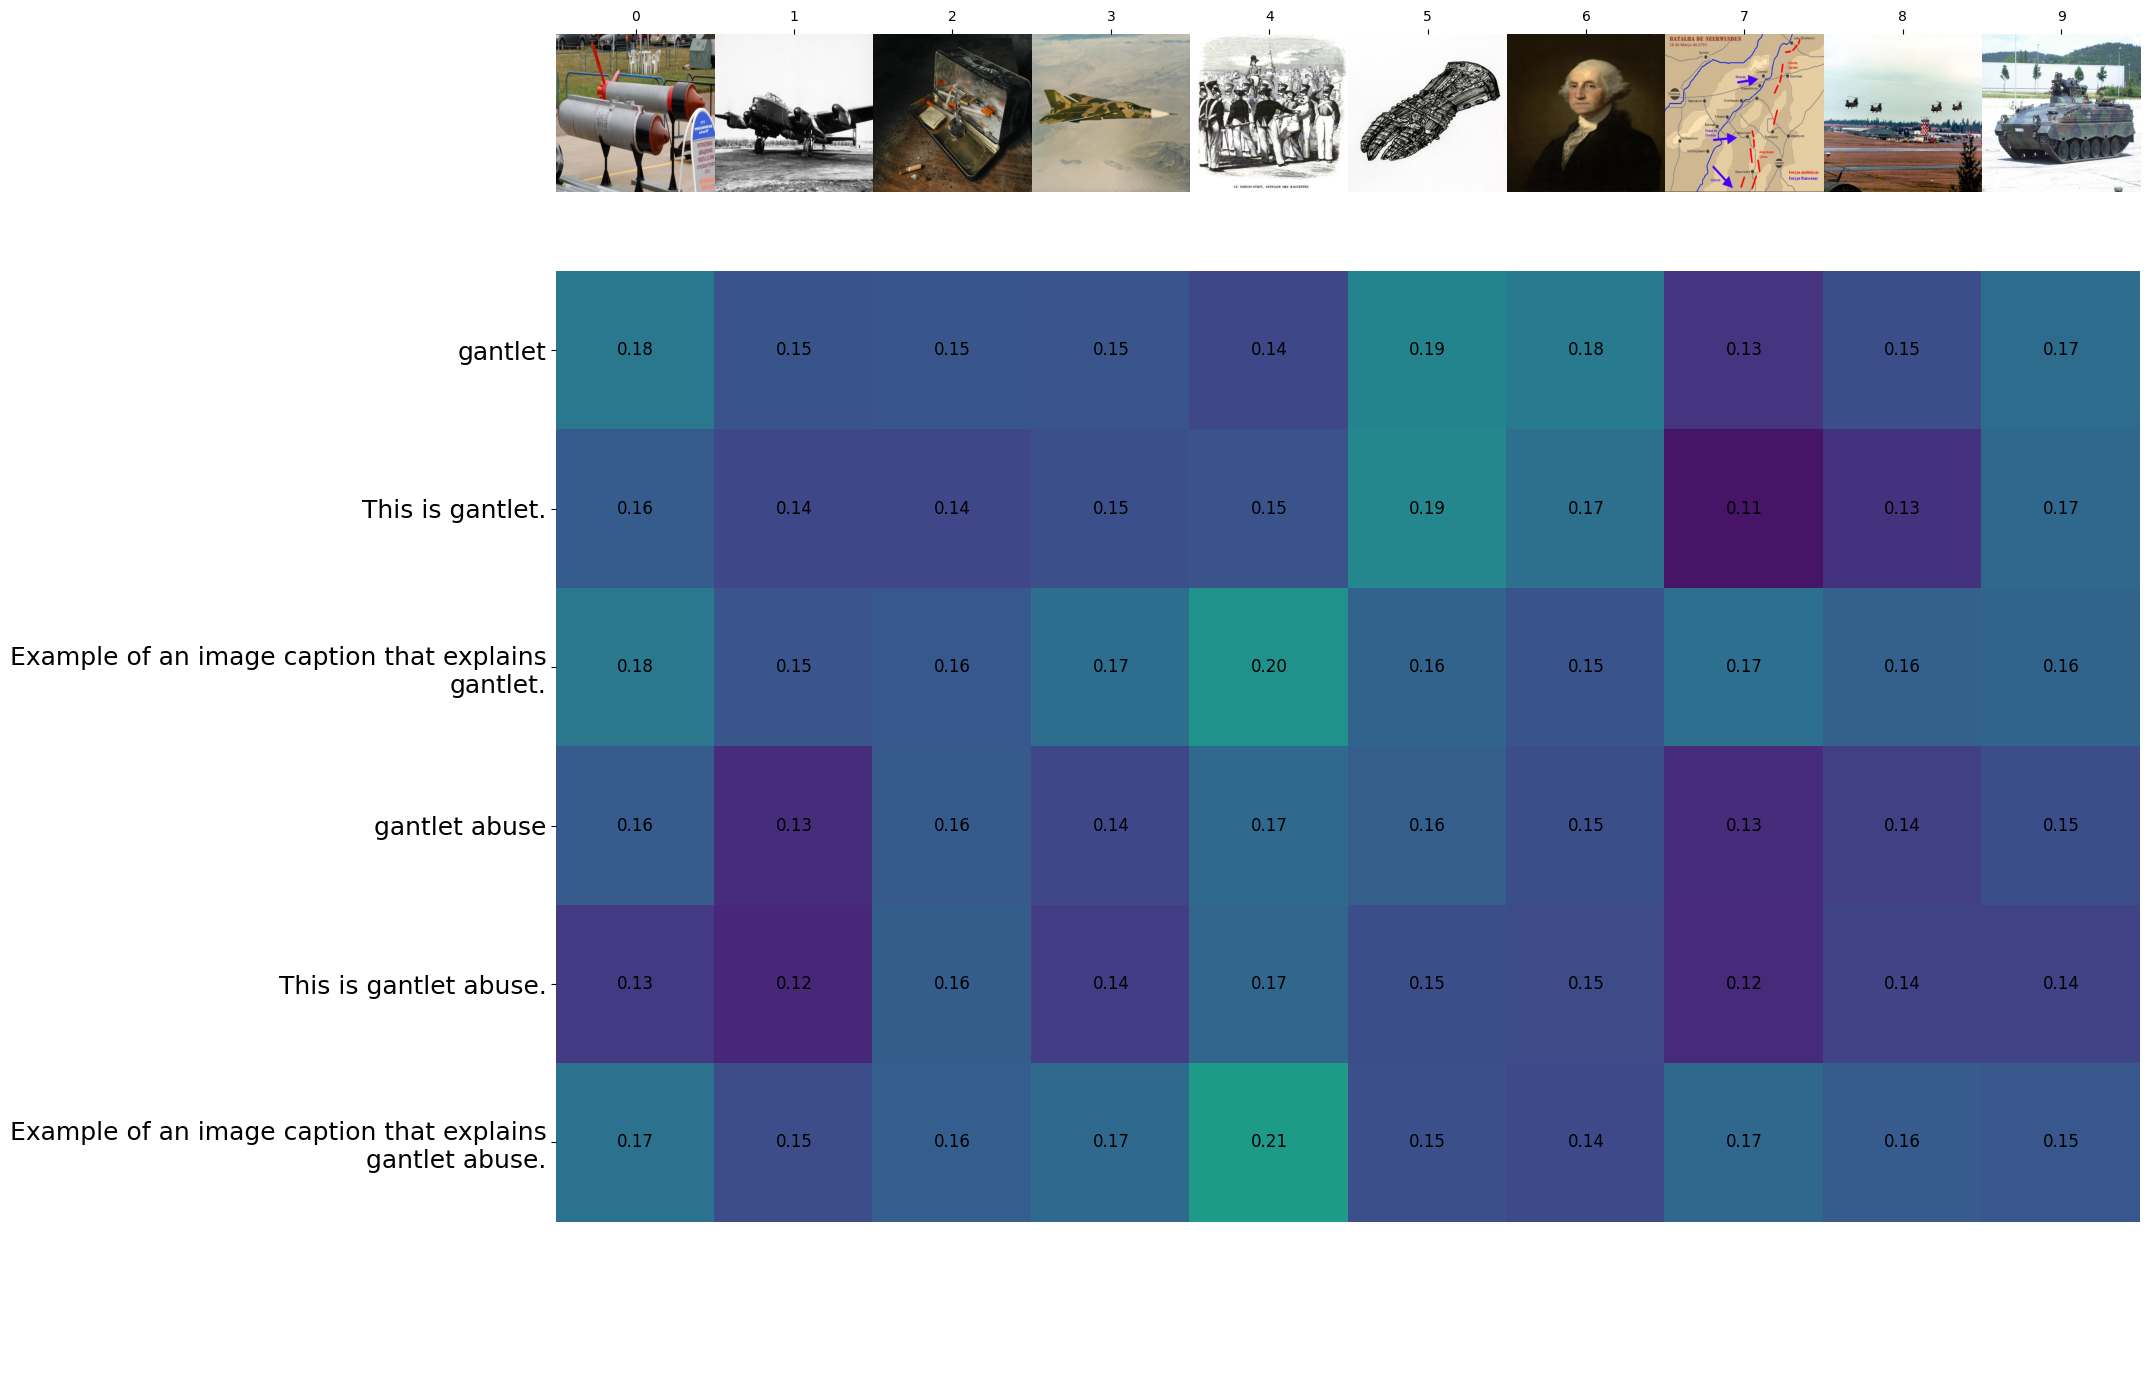 0 1 2 3 4 5 6 7 8 9
BATALHA DE NEERWINDEN
gantlet 0.18 0.15 0.15 0.15 0.14 0.19 0.18 0.13 0.15 0.17
This is gantlet. 0.16 0.14 0.14 0.15 0.15 0.19 0.17 0.11 0.13 0.17
Example of an image caption that explains
gantlet. 0.18 0.15 0.16 0.17 0.20 0.16 0.15 0.17 0.16 0.16
gantlet abuse 0.16 0.13 0.16 0.14 0.17 0.16 0.15 0.13 0.14 0.15
This is gantlet abuse. 0.13 0.12 0.16 0.14 0.17 0.15 0.15 0.12 0.14 0.14
Example of an image caption that explains
gantlet abuse. 0.17 0.15 0.16 0.17 0.21 0.15 0.14 0.17 0.16 0.15